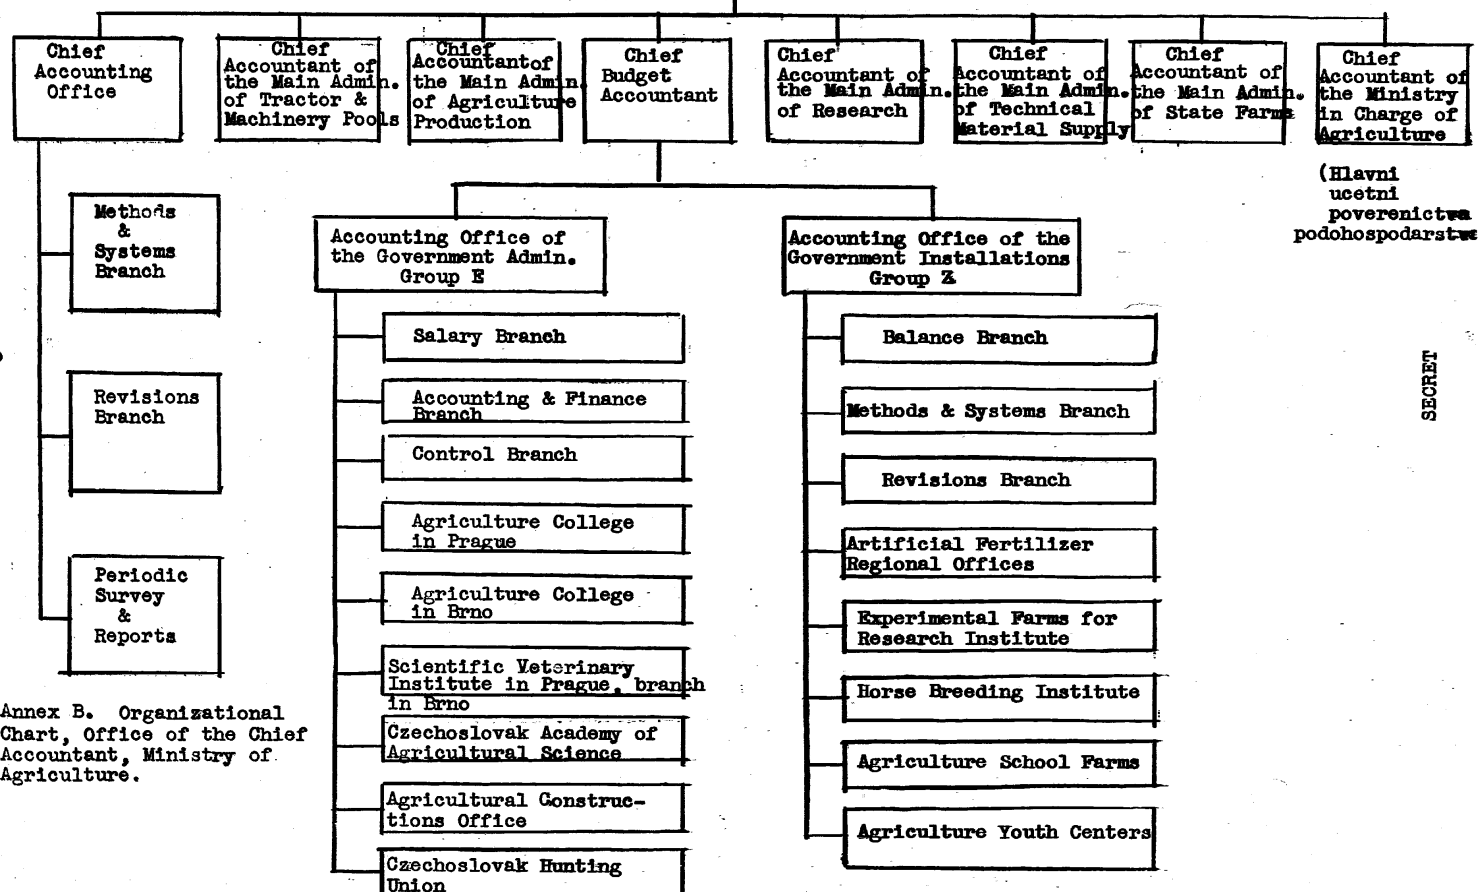 Chief
Accounting
Office
Chief
Accountant of
the Main Admin.
of Tractor &
Machinery Pools
Chief
Accountantof
the Main Admin
of Agriculture
Production
Chief
Budget
Accountant
Chief
Accountant of
the Main Admin.
of Research
Chief
Accountant of
the Main Admin.
of Technical
Material Supply
Chief
Accountant of
the Main Admin.
of State Farms
Chief
Accountant of
the Ministry
in Charge of
Agriculture
(Hlavni
ucetni
poverenictva
podohospodarstva
Methods
&
Systems
Branch
Revisions
Branch
Periodic
Survey
&
Reports
Accounting Office of
the Government Admin.
Group E
Salary Branch
Accounting & Finance
Branch
Control Branch
Agriculture College
in Prague
Agriculture College
in Brno
Scientific Veterinary
Institute in Prague, branch
in Brno
Czechoslovak Academy of
Agricultural Science
Agricultural Construc-
tions Office
Czechoslovak Hunting
Union
Accounting Office of the
Government Installations
Group Z
Balance Branch
Methods & Systems Branch
Revisions Branch
Artificial Fertilizer
Regional Offices
Experimental Farms for
Research Institute
Horse Breeding Institute
Agriculture School Farms
Agriculture Youth Centers
SECRET
Annex B. Organizational
Chart, Office of the Chief
Accountant, Ministry of
Agriculture.